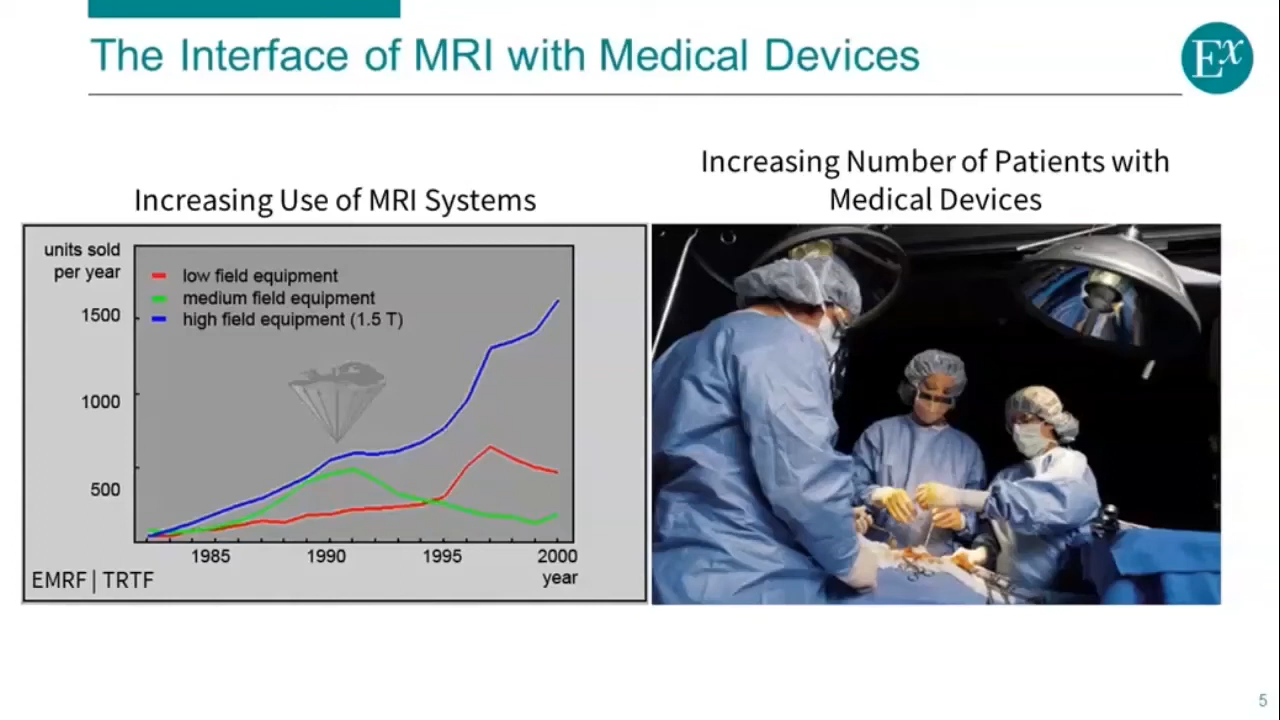 The Interface of MRI with Medical Devices
Ex
Increasing Use of MRI Systems
units sold
per year
1500
1000
500
low field equipment
medium field equipment
high field equipment (1.5 T)
1985
1990
1995
2000
year
EMRF | TRTF
Increasing Number of Patients with
Medical Devices
5